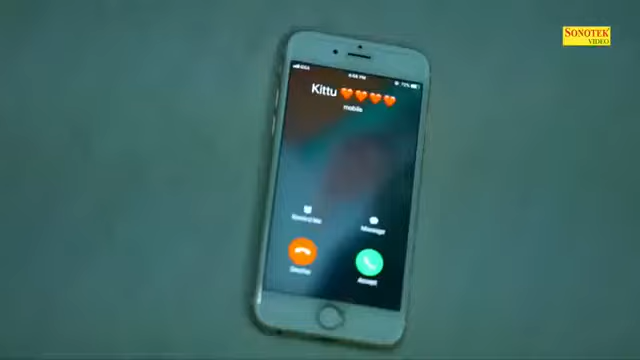 SONOTEK
VIDEO
Kittu 🧡🧡🧡🧡
mobile
Remind Me
Message
Decline
Accept